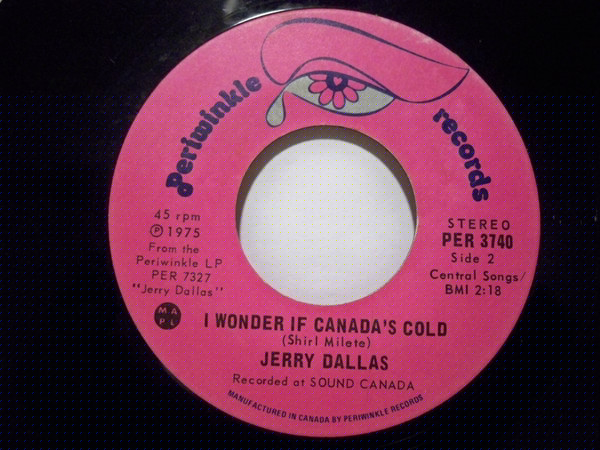 Periwinkle records
45 rpm
Ⓟ 1975
From the
Periwinkle LP
PER 7327
"Jerry Dallas"
MA
PL
STEREO
PER 3740
Side 2
Central Songs/
BMI 2:18
I WONDER IF CANADA'S COLD
(Shirl Milete)
JERRY DALLAS
Recorded at SOUND CANADA
MANUFACTURED IN CANADA BY PERIWINKLE RECORDS